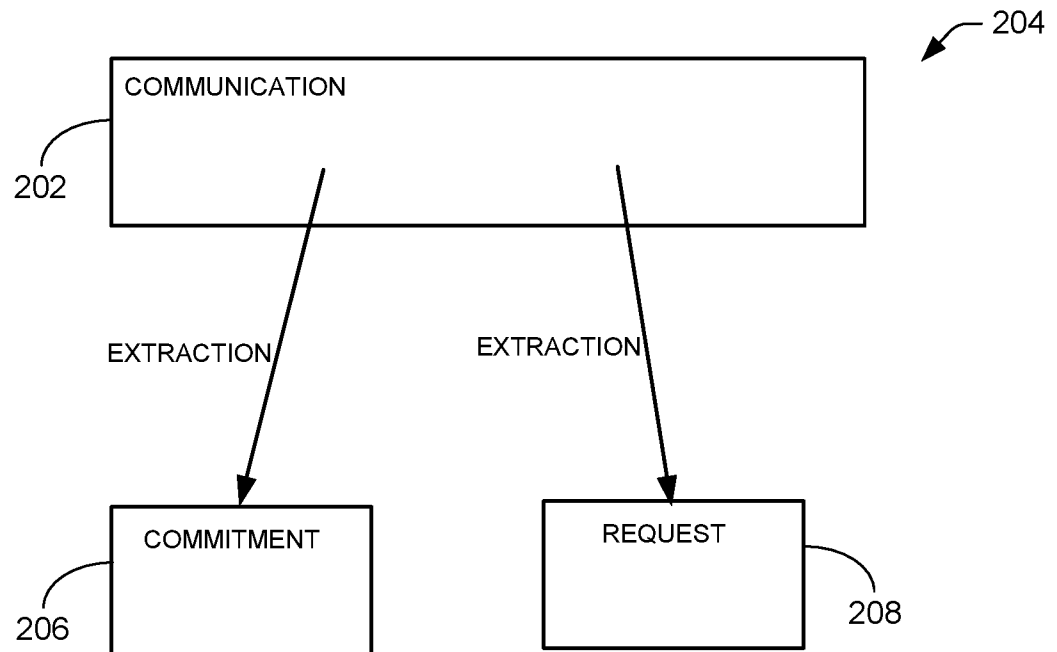 204
COMMUNICATION
202
EXTRACTION
EXTRACTION
COMMITMENT
REQUEST
206
208